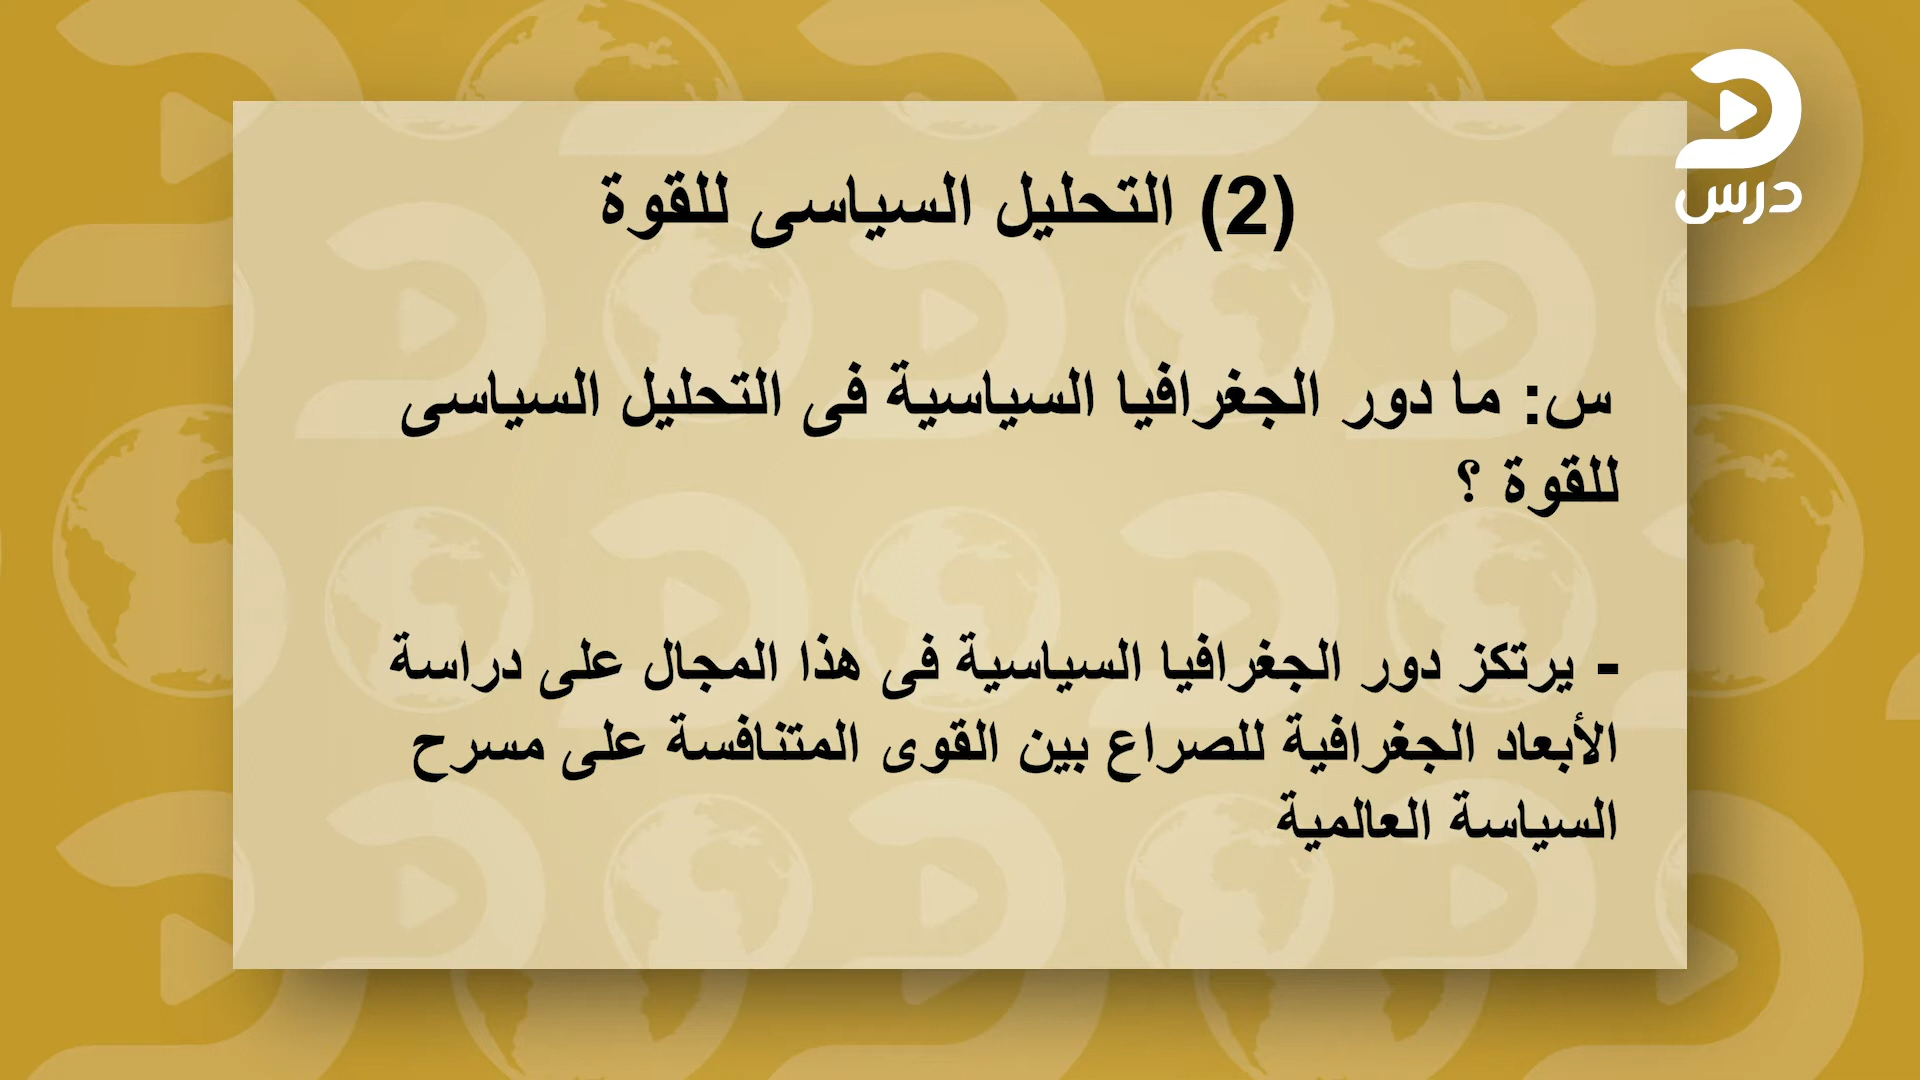 درس
(2) التحليل السياسى للقوة
س: ما دور الجغرافيا السياسية فى التحليل السياسى
للقوة ؟
- يرتكز دور الجغرافيا السياسية فى هذا المجال على دراسة
الأبعاد الجغرافية للصراع بين القوى المتنافسة على مسرح
السياسة العالمية